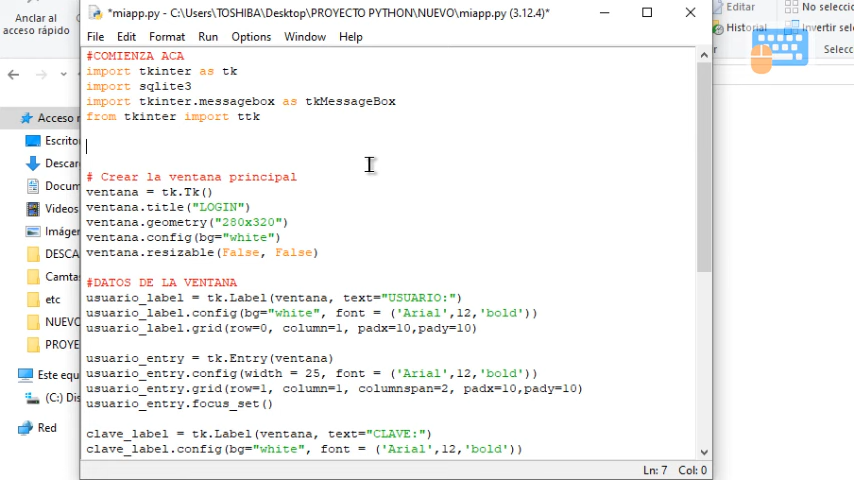 Anclar al
acceso rápido
*miapp.py - C:\Users\TOSHIBA\Desktop\PROYECTO PYTHON\NUEVO\miapp.py (3.12.4)*
File Edit Format Run Options Window Help
Editar
Historial
No selecci
Invertir selec
Selecc
Acceso r
Escritor
Descar
Docum
Videos
Imáger
DESCA
Camta
etc
NUEVO
PROYE
Este equ
(C:) Dis
Red
#COMIENZA ACA
import tkinter as tk
import sqlite3
import tkinter.messagebox as tkMessageBox
from tkinter import ttk
# Crear la ventana principal
ventana = tk.Tk()
ventana.title("LOGIN")
ventana.geometry("280x320")
ventana.config(bg="white")
ventana.resizable(False, False)
#DATOS DE LA VENTANA
usuario_label = tk.Label(ventana, text="USUARIO:")
usuario_label.config(bg="white", font = ('Arial',12,'bold'))
usuario_label.grid(row=0, column=1, padx=10,pady=10)
usuario_entry = tk.Entry(ventana)
usuario_entry.config(width = 25, font = ('Arial',12,'bold'))
usuario_entry.grid(row=1, column=1, columnspan=2, padx=10,pady=10)
usuario_entry.focus_set()
clave_label = tk.Label(ventana, text="CLAVE:")
clave_label.config(bg="white", font = ('Arial',12,'bold'))
Ln: 7 Col: 0